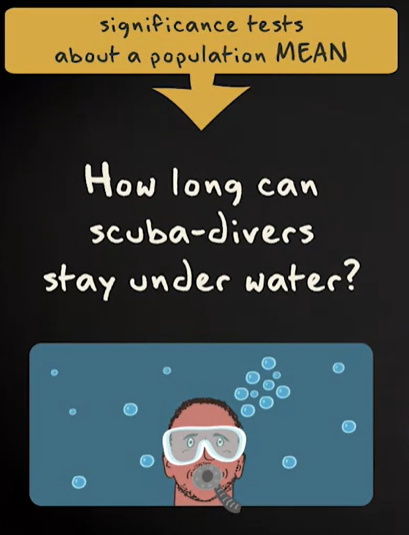 significance tests
about a population MEAN
How long can
scuba-divers
stay under water?